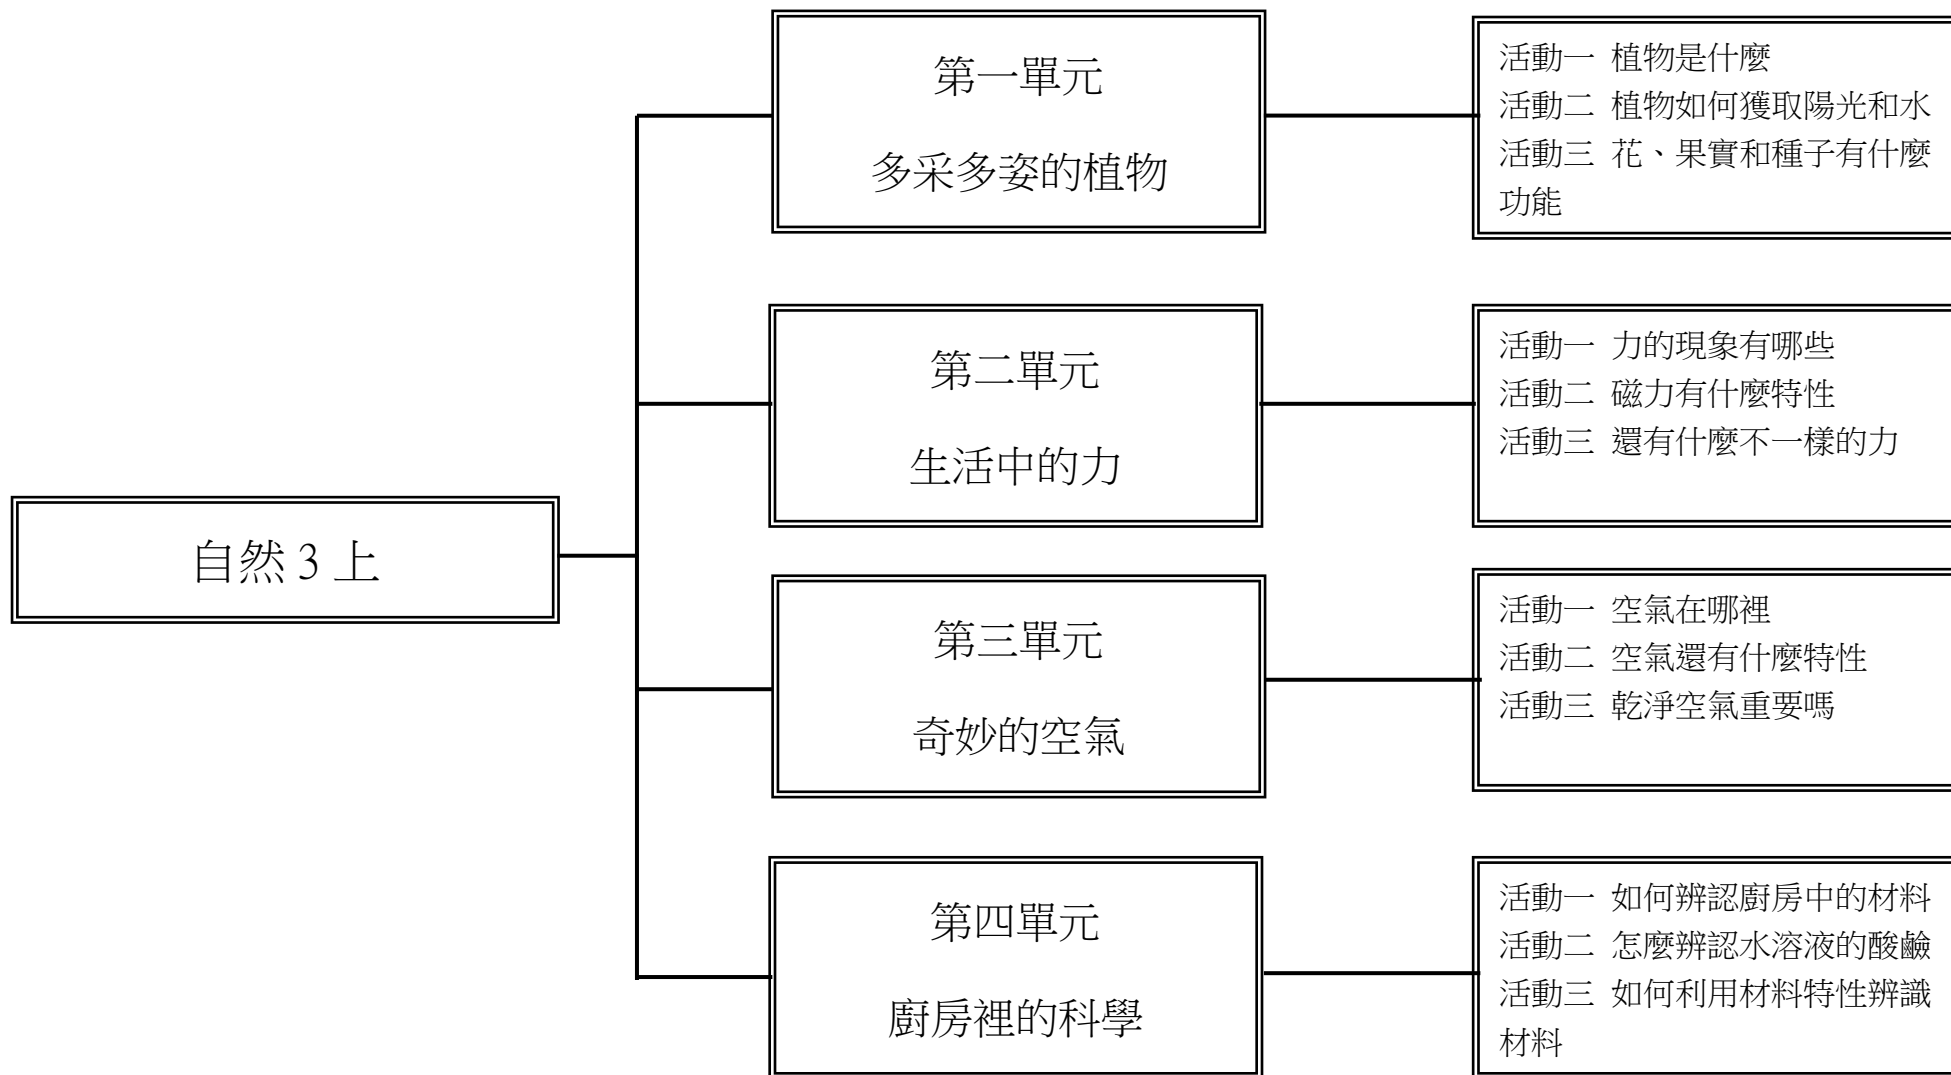 第一單元
多采多姿的植物
活動一 植物是什麼
活動二 植物如何獲取陽光和水
活動三 花、果實和種子有什麼
功能
第二單元
生活中的力
活動一 力的現象有哪些
活動二 磁力有什麼特性
活動三 還有什麼不一樣的力
自然 3 上
第三單元
奇妙的空氣
活動一 空氣在哪裡
活動二 空氣還有什麼特性
活動三 乾淨空氣重要嗎
第四單元
廚房裡的科學
活動一 如何辨認廚房中的材料
活動二 怎麼辨認水溶液的酸鹼
活動三 如何利用材料特性辨識
材料